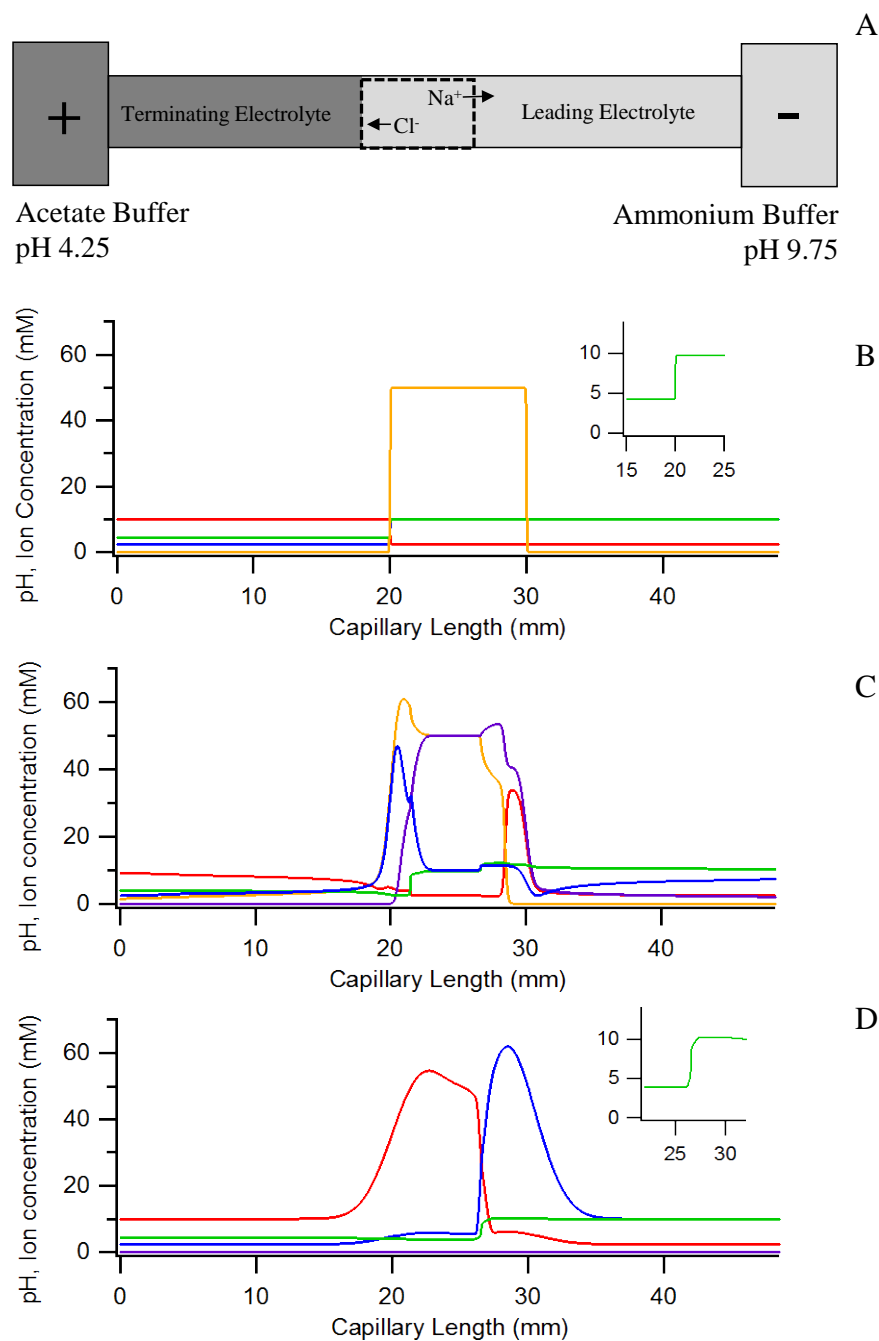 A
+
Terminating Electrolyte
Na⁺
Cl⁻
Leading Electrolyte
-
Acetate Buffer
pH 4.25
Ammonium Buffer
pH 9.75
B
pH, Ion Concentration (mM)
60
40
20
0
0 20 30 40
10
5
0
15 20 25
Capillary Length (mm)
C
pH, Ion concentration (mM)
60
40
20
0
0 10 20 30 40
Capillary Length (mm)
D
pH, Ion concentration (mM)
60
40
20
0
10
5
0
25 30
0 10 20 30 40
Capillary Length (mm)